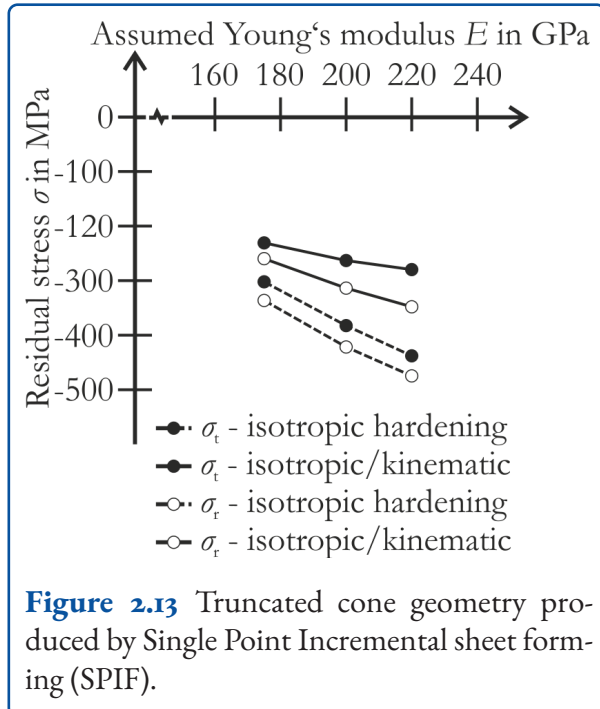 Assumed Young‘s modulus E in GPa
160 180 200 220 240
Residual stress σ in MPa
0
-100
-120
-300
-400
-500
σt - isotropic hardening
σt - isotropic/kinematic
σr - isotropic hardening
σr - isotropic/kinematic
Figure 2.13 Truncated cone geometry pro-
duced by Single Point Incremental sheet form-
ing (SPIF).